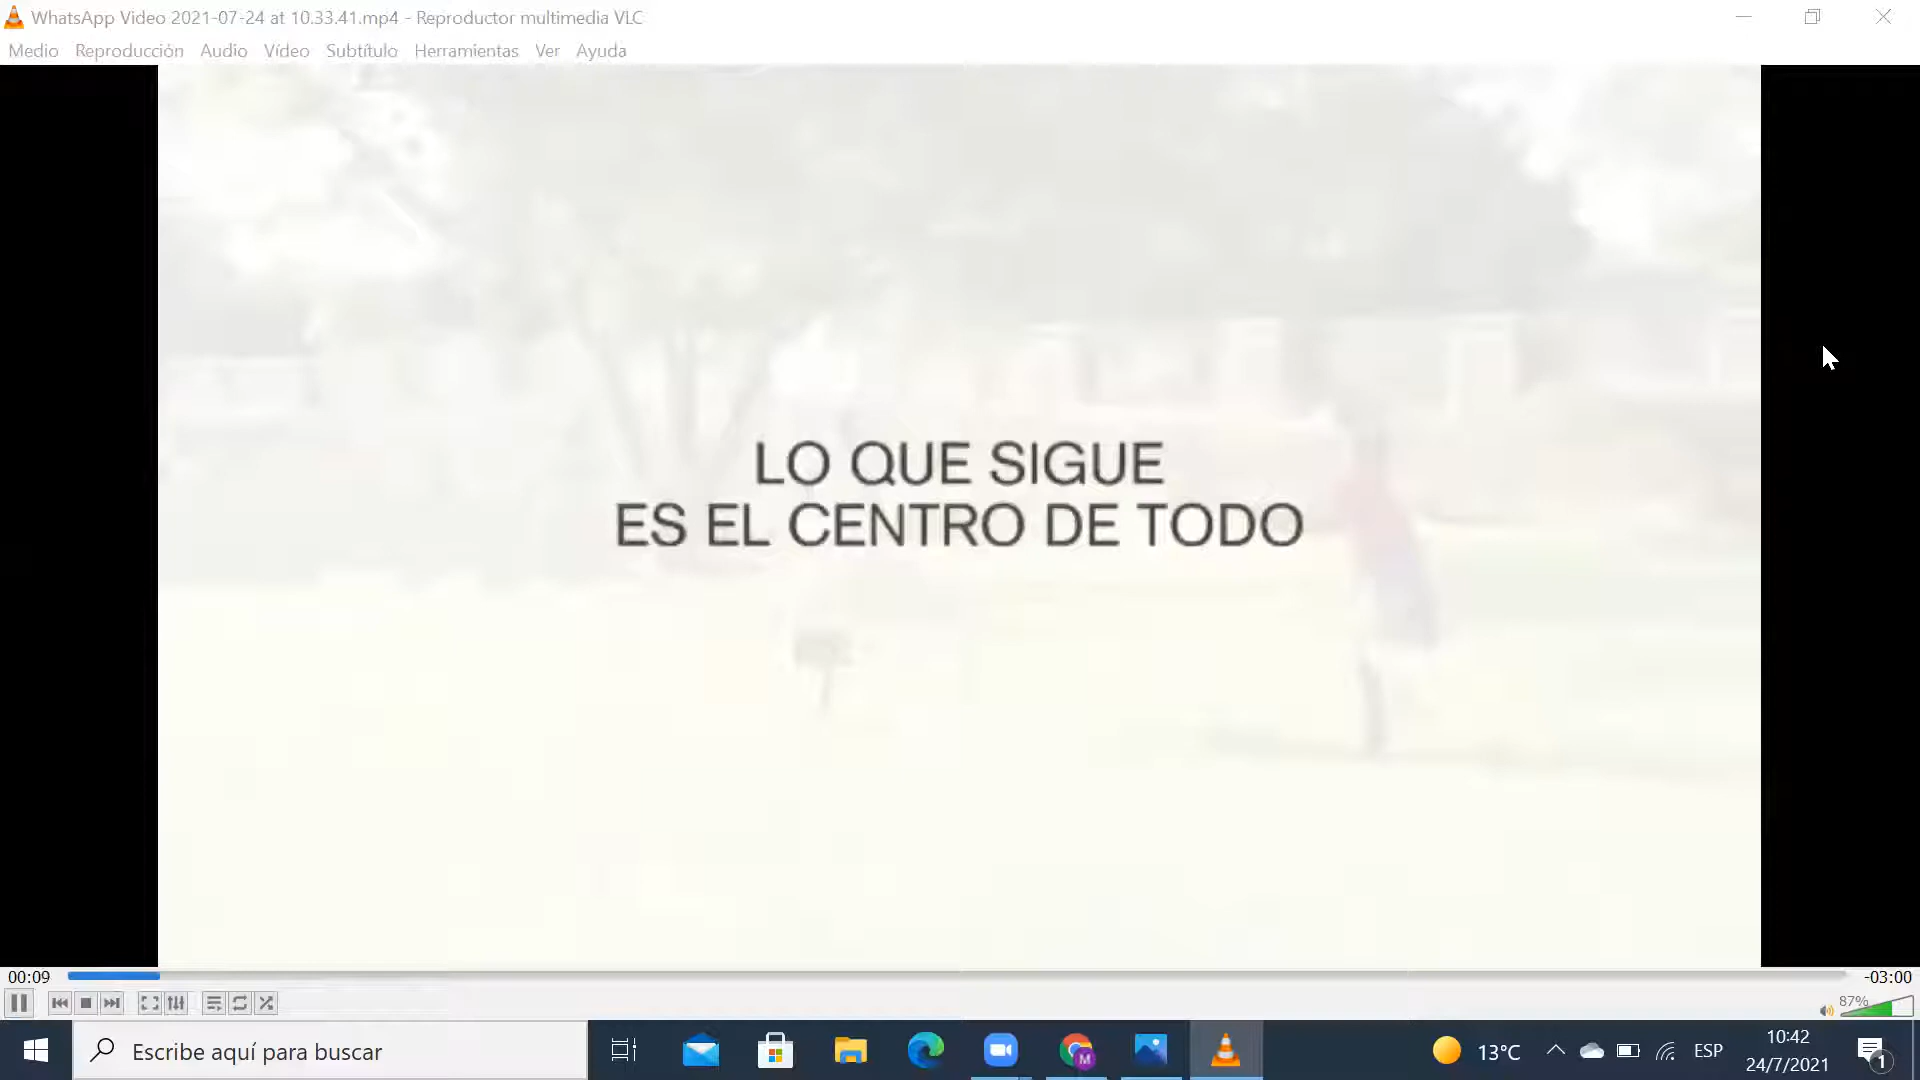 WhatsApp Video 2021-07-24 at 10.33.41.mp4 - Reproductor multimedia VLC
Medio Reproducción Audio Vídeo Subtítulo Herramientas Ver Ayuda
LO QUE SIGUE
ES EL CENTRO DE TODO
00:09 -03:00
87%
Escribe aquí para buscar
M
13°C
ESP
10:42
24/7/2021
1